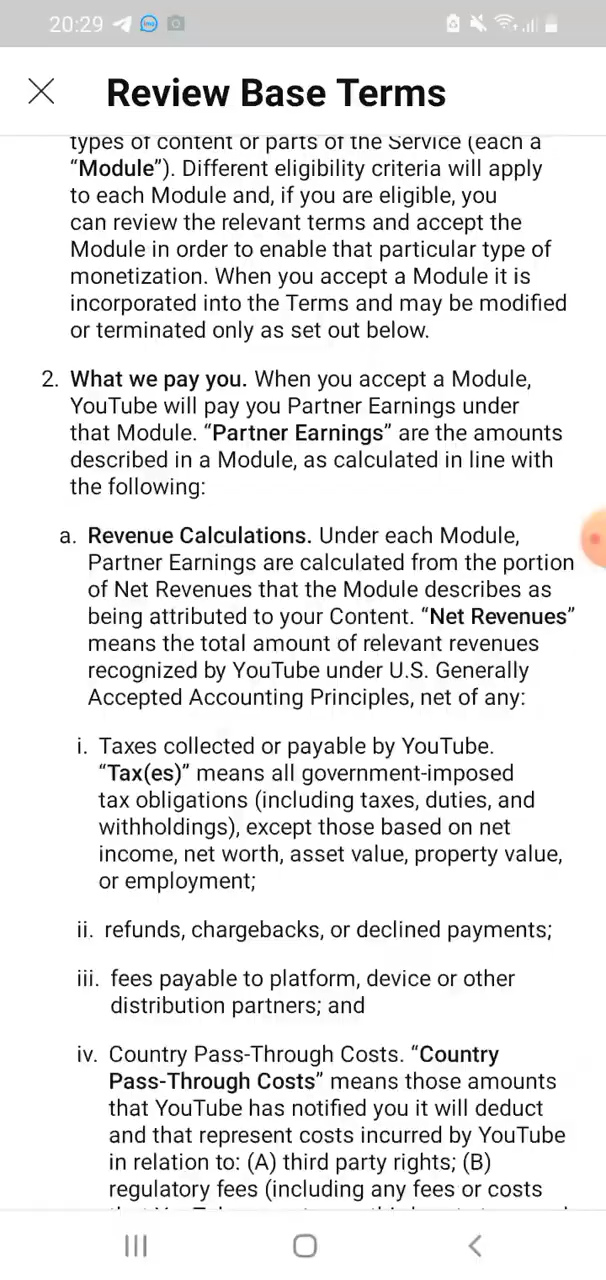 20:29
Review Base Terms
types of content or parts of the Service (each a
“Module”). Different eligibility criteria will apply
to each Module and, if you are eligible, you
can review the relevant terms and accept the
Module in order to enable that particular type of
monetization. When you accept a Module it is
incorporated into the Terms and may be modified
or terminated only as set out below.
2. What we pay you. When you accept a Module,
YouTube will pay you Partner Earnings under
that Module. “Partner Earnings” are the amounts
described in a Module, as calculated in line with
the following:
a. Revenue Calculations. Under each Module,
Partner Earnings are calculated from the portion
of Net Revenues that the Module describes as
being attributed to your Content. “Net Revenues”
means the total amount of relevant revenues
recognized by YouTube under U.S. Generally
Accepted Accounting Principles, net of any:
i. Taxes collected or payable by YouTube.
“Tax(es)” means all government-imposed
tax obligations (including taxes, duties, and
withholdings), except those based on net
income, net worth, asset value, property value,
or employment;
ii. refunds, chargebacks, or declined payments;
iii. fees payable to platform, device or other
distribution partners; and
iv. Country Pass-Through Costs. “Country
Pass-Through Costs” means those amounts
that YouTube has notified you it will deduct
and that represent costs incurred by YouTube
in relation to: (A) third party rights; (B)
regulatory fees (including any fees or costs